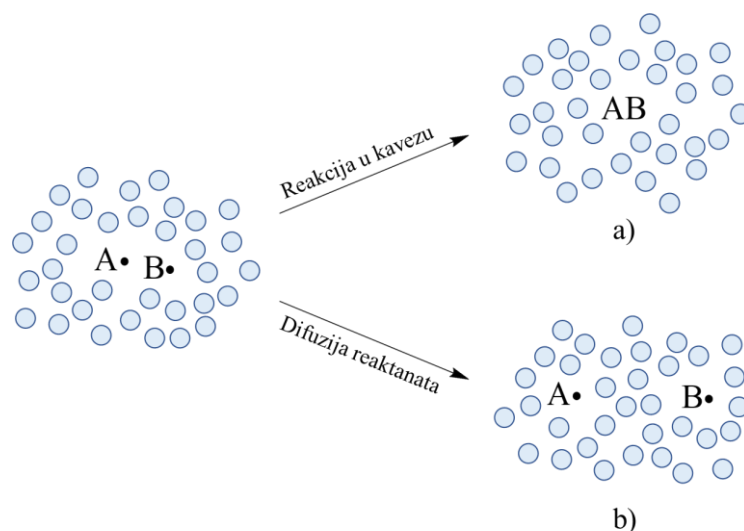 A• B•
Reakcija u kavezu
AB
a)
Difuzija reaktanata
A• B•
b)